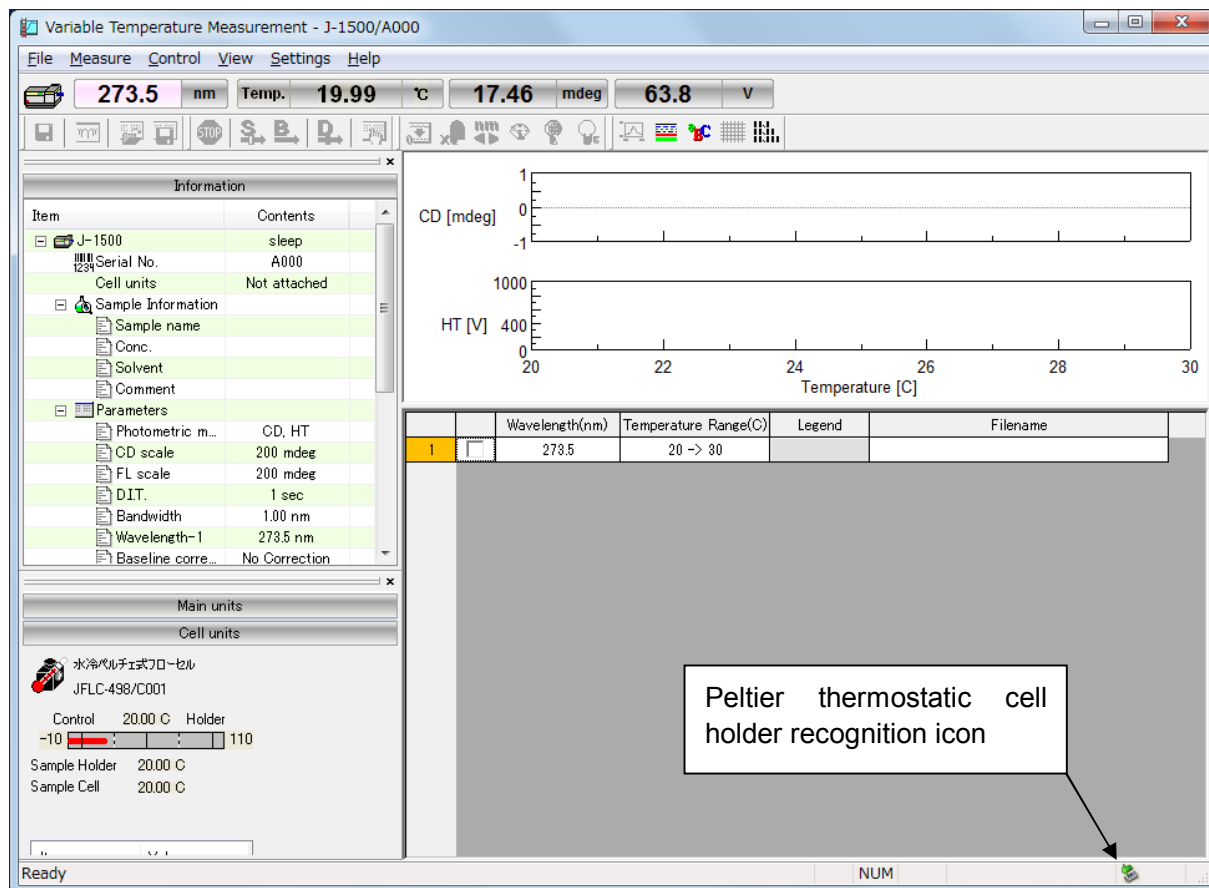 Variable Temperature Measurement - J-1500/A000
File Measure Control View Settings Help
273.5 nm Temp. 19.99 ℃ 17.46 mdeg 63.8 V
STOP S B D nm BC
Information
Item Contents
J-1500 sleep
1234 Serial No. A000
Cell units Not attached
Sample Information
Sample name
Conc.
Solvent
Comment
Parameters
Photometric m... CD, HT
CD scale 200 mdeg
FL scale 200 mdeg
D.I.T. 1 sec
Bandwidth 1.00 nm
Wavelength-1 273.5 nm
Baseline corre... No Correction
Main units
Cell units
水冷ペルチェ式フローセル
JFLC-498/C001
Control 20.00 C Holder
-10 110
Sample Holder 20.00 C
Sample Cell 20.00 C
CD [mdeg]
1
0
-1
HT [V]
1000
400
0
20 22 24 26 28 30
Temperature [C]
Wavelength(nm) Temperature Range(C) Legend Filename
1 273.5 20 -> 30
Peltier thermostatic cell
holder recognition icon
Ready NUM